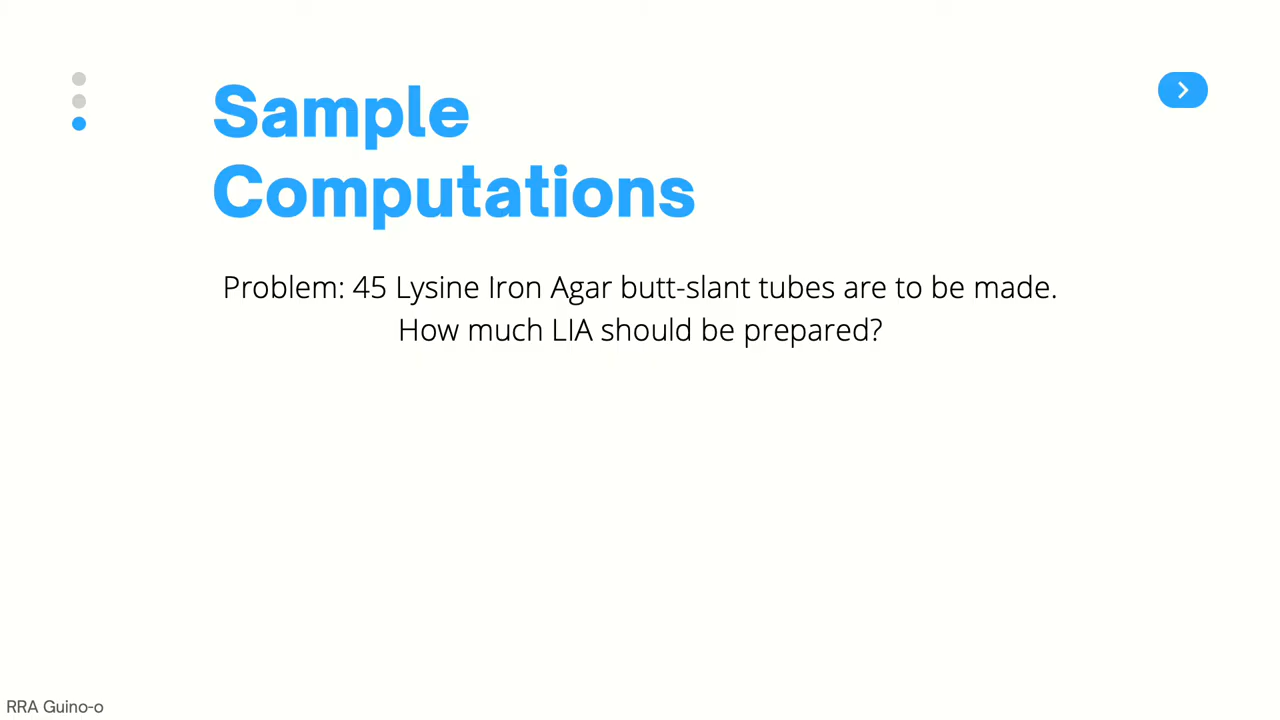 Sample
Computations
Problem: 45 Lysine Iron Agar butt-slant tubes are to be made.
How much LIA should be prepared?
RRA Guino-o